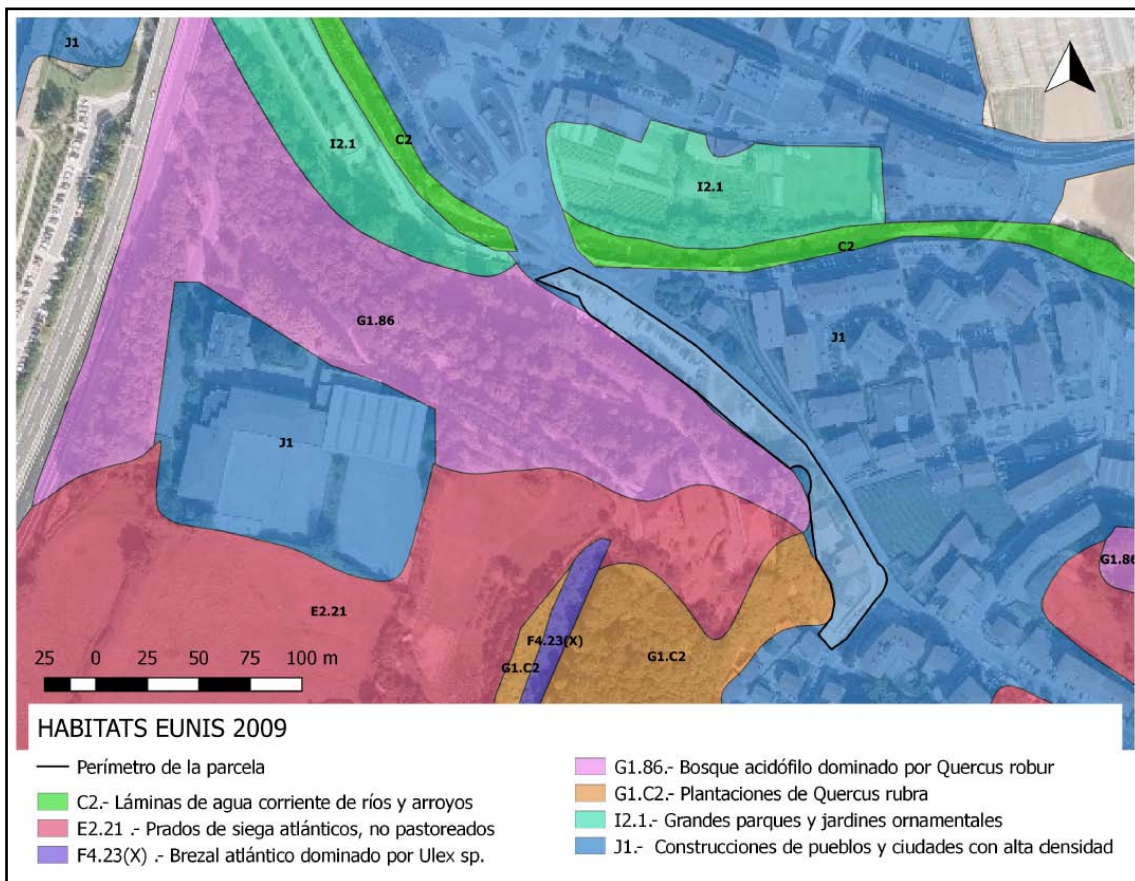 J1
I2.1
C2
I2.1
C2
G1.86
J1
J1
G1.86
E2.21
F4.23(X)
G1.C2
G1.C2
25 0 25 50 75 100 m
HABITATS EUNIS 2009
Perímetro de la parcela
C2.- Láminas de agua corriente de ríos y arroyos
E2.21 .- Prados de siega atlánticos, no pastoreados
F4.23(X) .- Brezal atlántico dominado por Ulex sp.
G1.86.- Bosque acidófilo dominado por Quercus robur
G1.C2.- Plantaciones de Quercus rubra
I2.1.- Grandes parques y jardines ornamentales
J1.- Construcciones de pueblos y ciudades con alta densidad